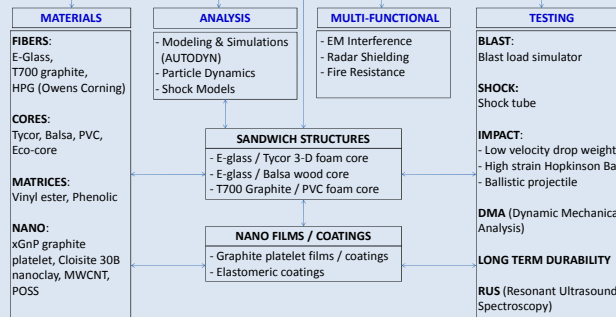 MATERIALS
FIBERS:
E-Glass,
T700 graphite,
HPG (Owens Corning)
CORES:
Tycor, Balsa, PVC,
Eco-core
MATRICES:
Vinyl ester, Phenolic
NANO:
xGnP graphite
platelet, Cloisite 30B
nanoclay, MWCNT,
POSS
ANALYSIS
- Modeling & Simulations
(AUTODYN)
- Particle Dynamics
- Shock Models
MULTI-FUNCTIONAL
- EM Interference
- Radar Shielding
- Fire Resistance
SANDWICH STRUCTURES
- E-glass / Tycor 3-D foam core
- E-glass / Balsa wood core
- T700 Graphite / PVC foam core
NANO FILMS / COATINGS
- Graphite platelet films / coatings
- Elastomeric coatings
TESTING
BLAST:
Blast load simulator
SHOCK:
Shock tube
IMPACT:
- Low velocity drop weight
- High strain Hopkinson Ba
- Ballistic projectile
DMA (Dynamic Mechanica
Analysis)
LONG TERM DURABILITY
RUS (Resonant Ultrasound
Spectroscopy)